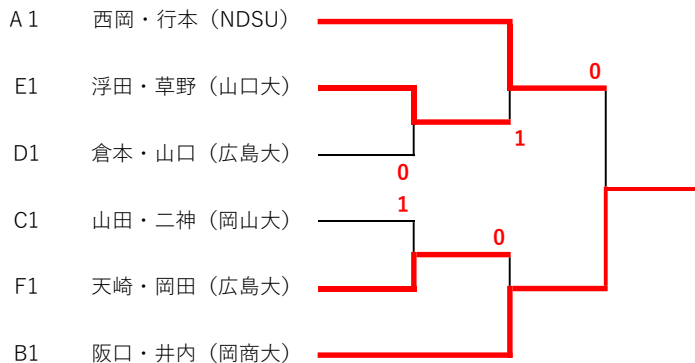 A 1 西岡・行本（NDSU）
0
E1 浮田・草野（山口大）
1
D1 倉本・山口（広島大）
0
1
C1 山田・二神（岡山大）
0
F1 天崎・岡田（広島大）
B1 阪口・井内（岡商大）